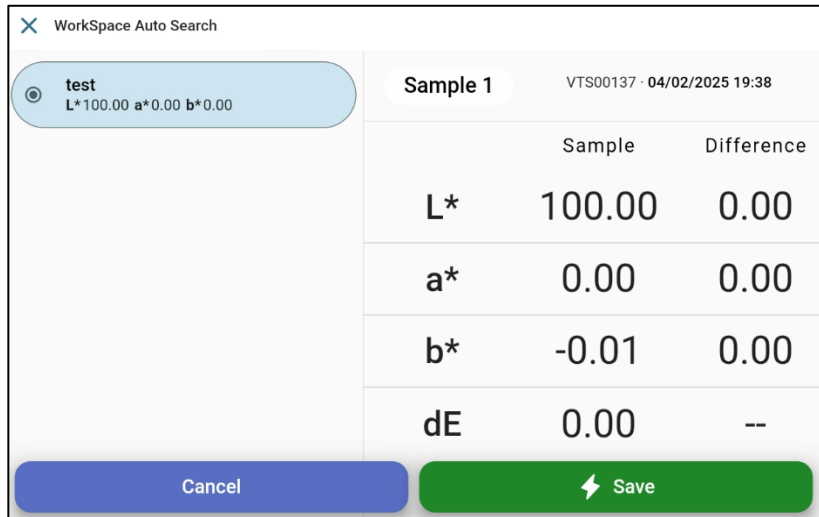 WorkSpace Auto Search
test
L*100.00 a*0.00 b*0.00
Sample 1
VTS00137 · 04/02/2025 19:38
Sample Difference
L* 100.00 0.00
a* 0.00 0.00
b* -0.01 0.00
dE 0.00 --
Cancel
Save